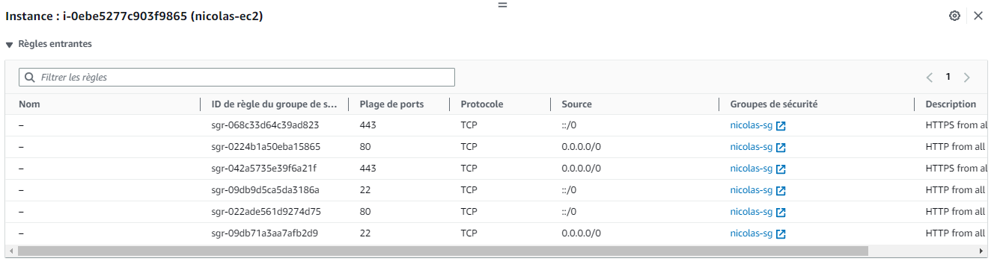 Instance : i-0ebe5277c903f9865 (nicolas-ec2)
Règles entrantes
Filtrer les règles
1
Nom ID de règle du groupe de s... Plage de ports Protocole Source Groupes de sécurité Description
– sgr-068c33d64c39ad823 443 TCP ::/0 nicolas-sg HTTPS from al
– sgr-0224b1a50eba15865 80 TCP 0.0.0.0/0 nicolas-sg HTTP from all
– sgr-042a5735e39f6a21f 443 TCP 0.0.0.0/0 nicolas-sg HTTPS from al
– sgr-09db9d5ca5da3186a 22 TCP ::/0 nicolas-sg HTTP from all
– sgr-022ade561d9274d75 80 TCP ::/0 nicolas-sg HTTP from all
– sgr-09db71a3aa7afb2d9 22 TCP 0.0.0.0/0 nicolas-sg HTTP from all